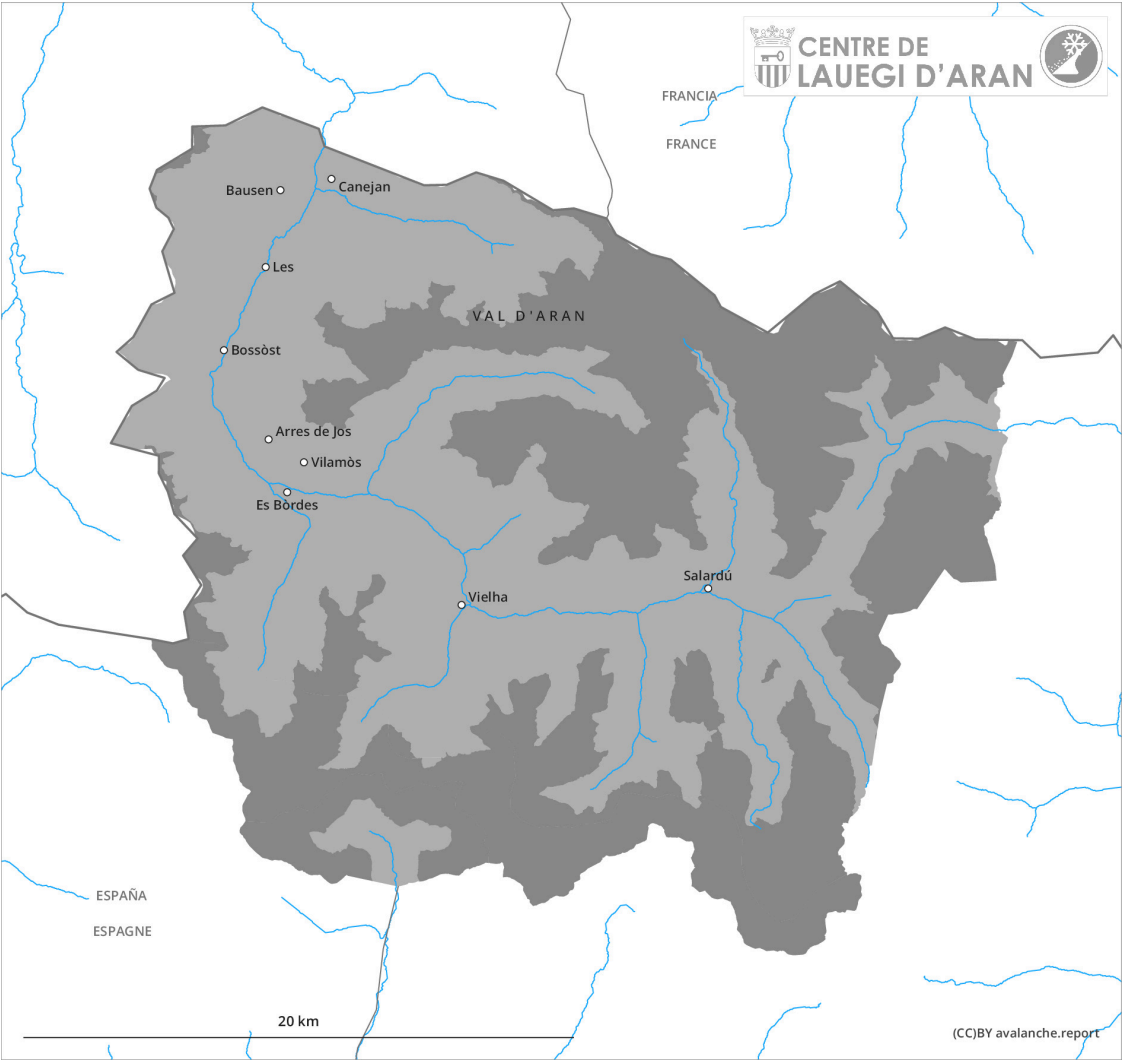 CENTRE DE
LAUEGI D'ARAN
FRANCIA
FRANCE
Bausen
Canejan
Les
VAL D'ARAN
Bossòst
Arres de Jos
Vilamòs
Es Bòrdes
Salardú
Vielha
ESPAÑA
ESPAGNE
20 km
(CC)BY avalanche.report